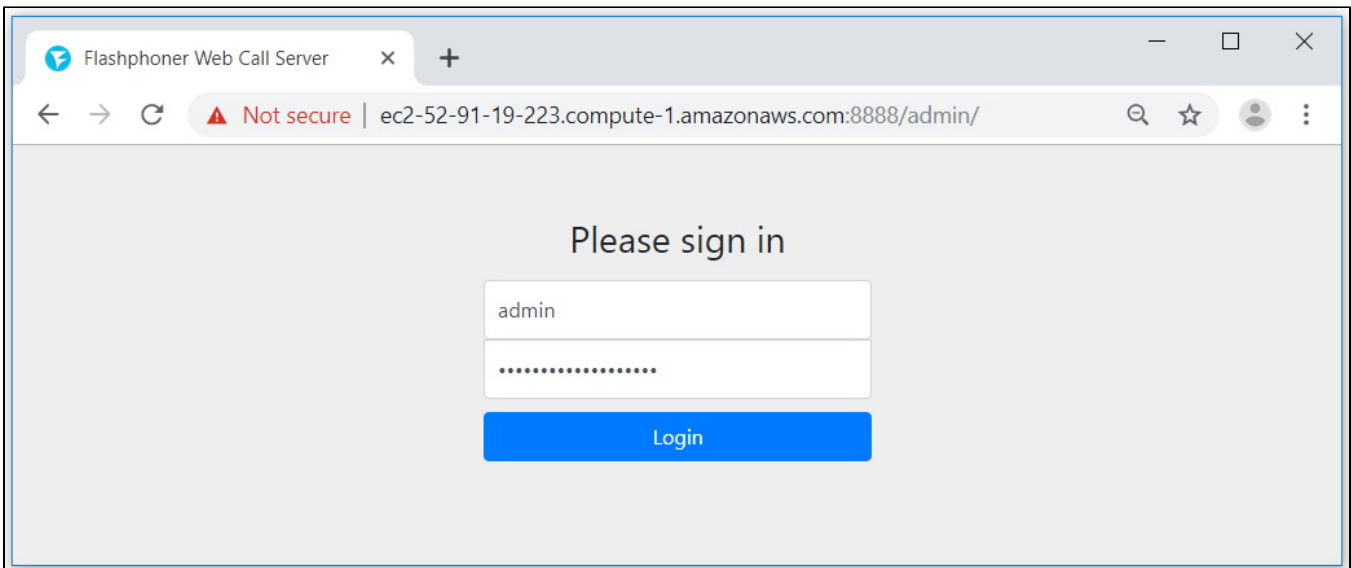 Flashphoner Web Call Server
Not secure | ec2-52-91-19-223.compute-1.amazonaws.com:8888/admin/
Please sign in
admin
•••••••••••••••••••
Login